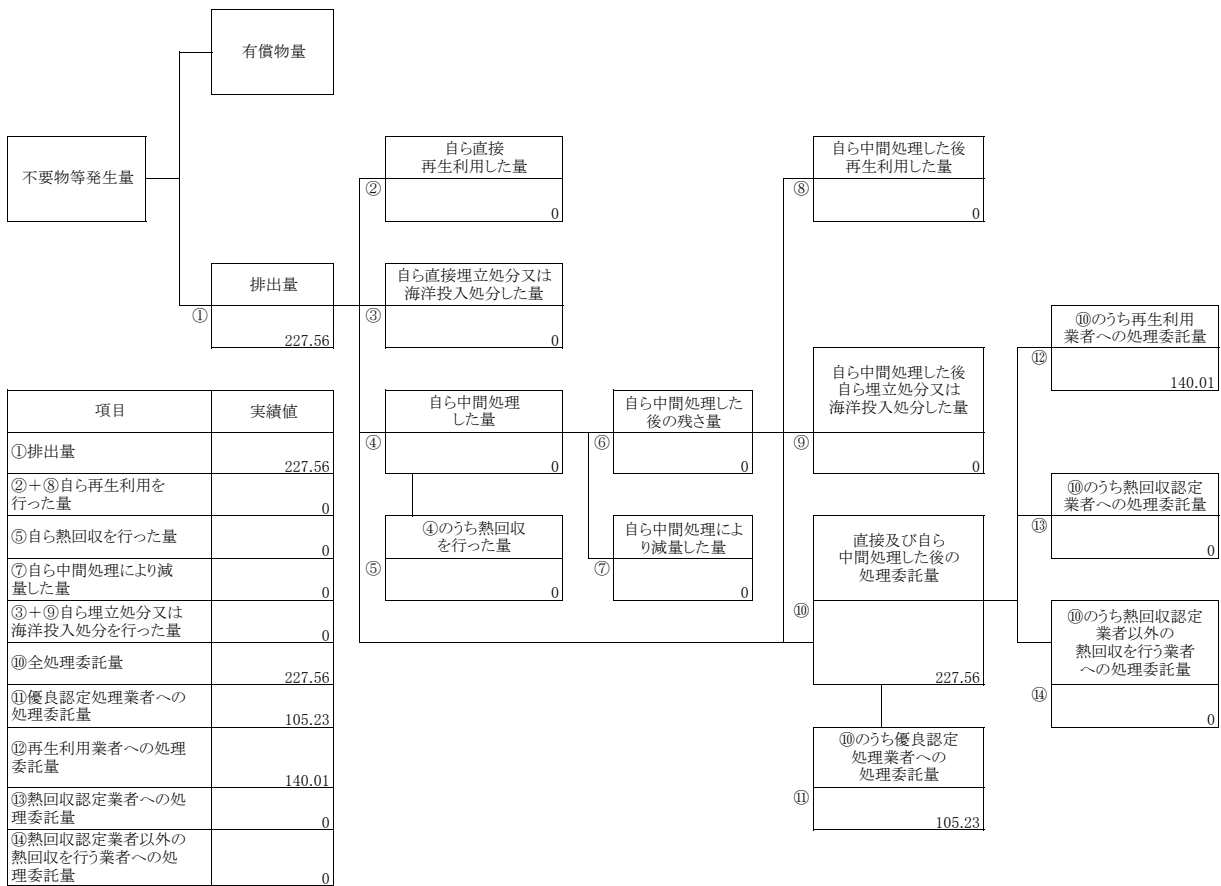 有償物量
不要物等発生量
自ら直接
再生利用した量
②
0
自ら中間処理した後
再生利用した量
⑧
0
排出量
①
227.56
自ら直接埋立処分又は
海洋投入処分した量
③
0
⑩のうち再生利用
業者への処理委託量
⑫
140.01
自ら中間処理
した量
④
0
自ら中間処理した
後の残さ量
⑥
0
自ら中間処理した後
自ら埋立処分又は
海洋投入処分した量
⑨
0
⑩のうち熱回収認定
業者への処理委託量
⑬
0
④のうち熱回収
を行った量
⑤
0
自ら中間処理によ
り減量した量
⑦
0
直接及び自ら
中間処理した後の
処理委託量
⑩
227.56
⑩のうち熱回収認定
業者以外の
熱回収を行う業者
への処理委託量
⑭
0
⑩のうち優良認定
処理業者への
処理委託量
⑪
105.23
項目 実績値
①排出量
227.56
②＋⑧自ら再生利用を
行った量
0
⑤自ら熱回収を行った量
0
⑦自ら中間処理により減
量した量
0
③＋⑨自ら埋立処分又は
海洋投入処分を行った量
0
⑩全処理委託量
227.56
⑪優良認定処理業者への
処理委託量
105.23
⑫再生利用業者への処理
委託量
140.01
⑬熱回収認定業者への処
理委託量
0
⑭熱回収認定業者以外の
熱回収を行う業者への処
理委託量
0